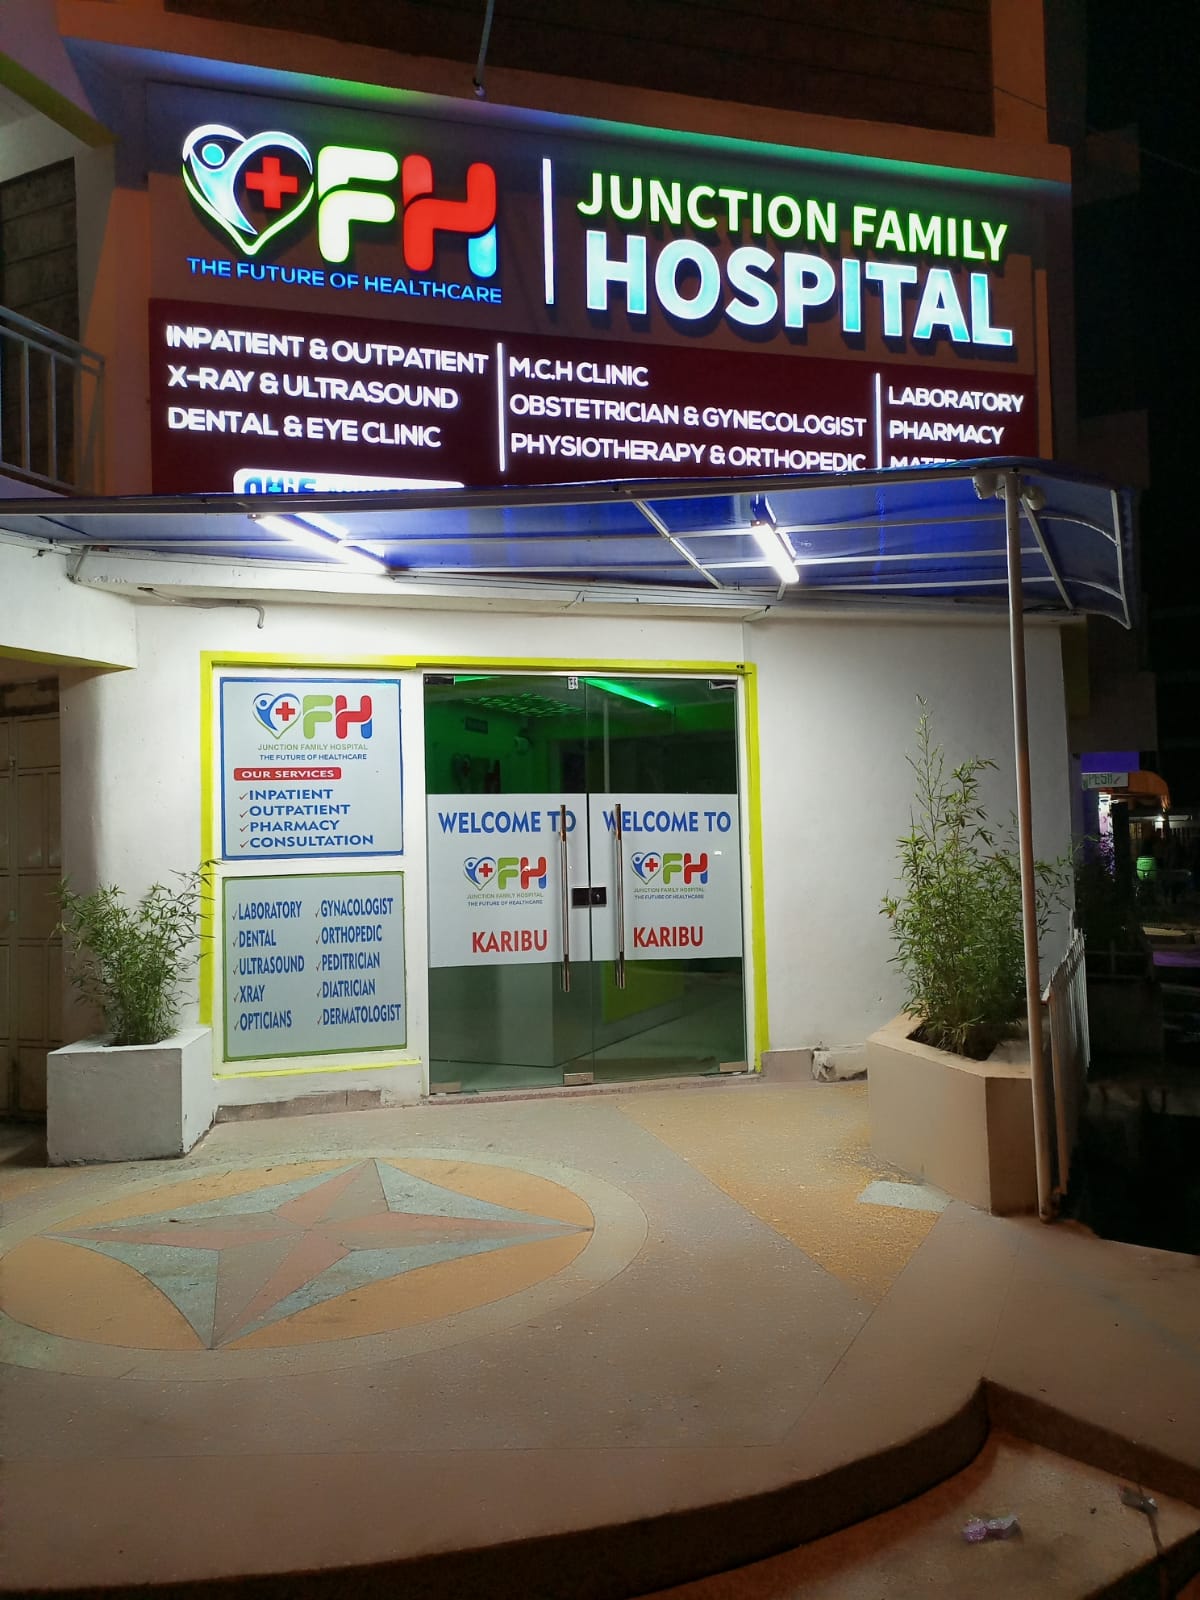 FH
THE FUTURE OF HEALTHCARE
JUNCTION FAMILY
HOSPITAL
INPATIENT & OUTPATIENT
X-RAY & ULTRASOUND
DENTAL & EYE CLINIC
M.C.H CLINIC
OBSTETRICIAN & GYNECOLOGIST
PHYSIOTHERAPY & ORTHOPEDIC
LABORATORY
PHARMACY
FH
JUNCTION FAMILY HOSPITAL
THE FUTURE OF HEALTHCARE
OUR SERVICES
INPATIENT
OUTPATIENT
PHARMACY
CONSULTATION
LABORATORY
DENTAL
ULTRASOUND
XRAY
OPTICIANS
GYNACOLOGIST
ORTHOPEDIC
PEDITRICIAN
DIATRICIAN
DERMATOLOGIST
WELCOME TO
FH
JUNCTION FAMILY HOSPITAL
THE FUTURE OF HEALTHCARE
KARIBU
WELCOME TO
FH
JUNCTION FAMILY HOSPITAL
THE FUTURE OF HEALTHCARE
KARIBU